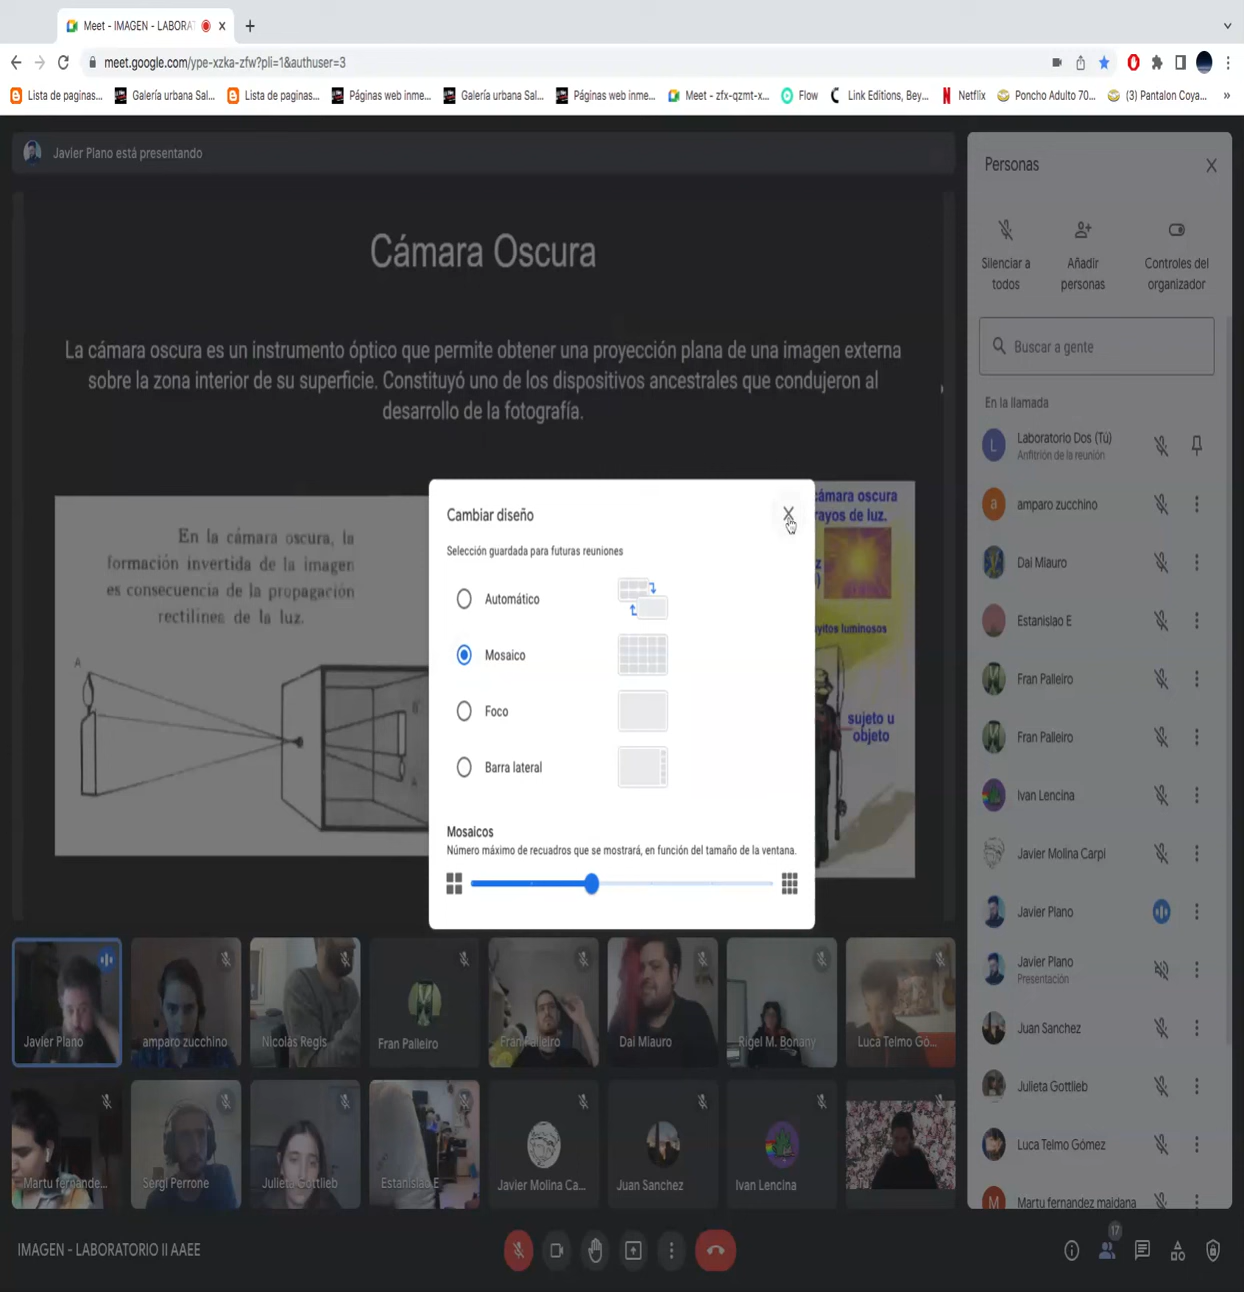 Meet - IMAGEN - LABORAT
meet.google.com/ype-xzka-zfw?pli=1&authuser=3
Lista de paginas... Galería urbana Sal... Lista de paginas... Páginas web inme... Galería urbana Sal... Páginas web inme... Meet - zfx-qzmt-x... Flow Link Editions, Bey... Netflix Poncho Adulto 70... (3) Pantalon Coya... »
Javier Plano está presentando
Cámara Oscura
La cámara oscura es un instrumento óptico que permite obtener una proyección plana de una imagen externa
sobre la zona interior de su superficie. Constituyó uno de los dispositivos ancestrales que condujeron al
desarrollo de la fotografía.
En la cámara oscura, la
formación invertida de la imagen
es consecuencia de la propagación
rectilínea de la luz.
A
B
cámara oscura
rayos de luz.
yitos luminosos
sujeto u
objeto
Cambiar diseño
Selección guardada para futuras reuniones
Automático
Mosaico
Foco
Barra lateral
Mosaicos
Número máximo de recuadros que se mostrará, en función del tamaño de la ventana.
Personas
Silenciar a
todos
Añadir
personas
Controles del
organizador
Buscar a gente
En la llamada
L
Laboratorio Dos (Tú)
Anfitrión de la reunión
a
amparo zucchino
Dai Miauro
Estanislao E
Fran Palleiro
Fran Palleiro
Ivan Lencina
Javier Molina Carpi
Javier Plano
Javier Plano
Presentación
Juan Sanchez
Julieta Gottlieb
Luca Telmo Gómez
M
Martu fernandez maidana
Javier Plano
amparo zucchino
Nicolas Regis
Fran Palleiro
Fran Palleiro
Dai Miauro
Rigel M. Bonany
Luca Telmo Gó...
Martu fernande...
Sergi Perrone
Julieta Gottlieb
Estanislao E
Javier Molina Ca...
Juan Sanchez
Ivan Lencina
IMAGEN - LABORATORIO II AAEE
17